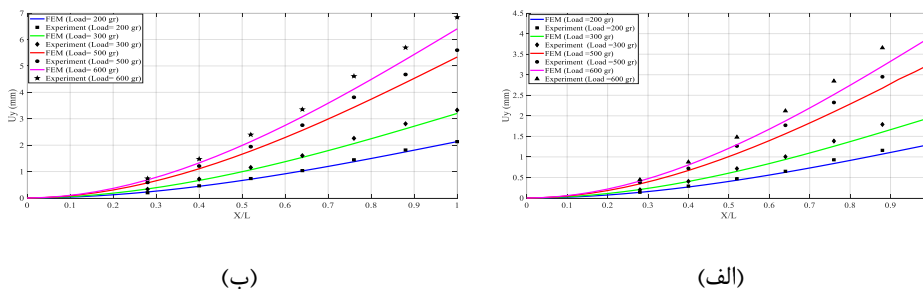 FEM (Load= 200 gr)
Experiment (Load= 200 gr)
FEM (Load= 300 gr)
Experiment (Load= 300 gr)
FEM (Load= 500 gr)
Experiment (Load= 500 gr)
FEM (Load= 600 gr)
Experiment (Load= 600 gr)
7
6
5
4
3
2
1
0
Uy (mm)
0.1 0.2 0.3 0.4 0.5 0.6 0.7 0.8 0.9 1
X/L
(ب)
FEM (Load =200 gr)
Experiment (Load =200 gr)
FEM (Load =300 gr)
Experiment (Load =300 gr)
FEM (Load =500 gr)
Experiment (Load =500 gr)
FEM (Load =600 gr)
Experiment (Load =600 gr)
4.5
4
3.5
3
2.5
2
1.5
1
0.5
0
Uy (mm)
0.1 0.2 0.3 0.4 0.5 0.6 0.7 0.8 0.9
X/L
(الف)